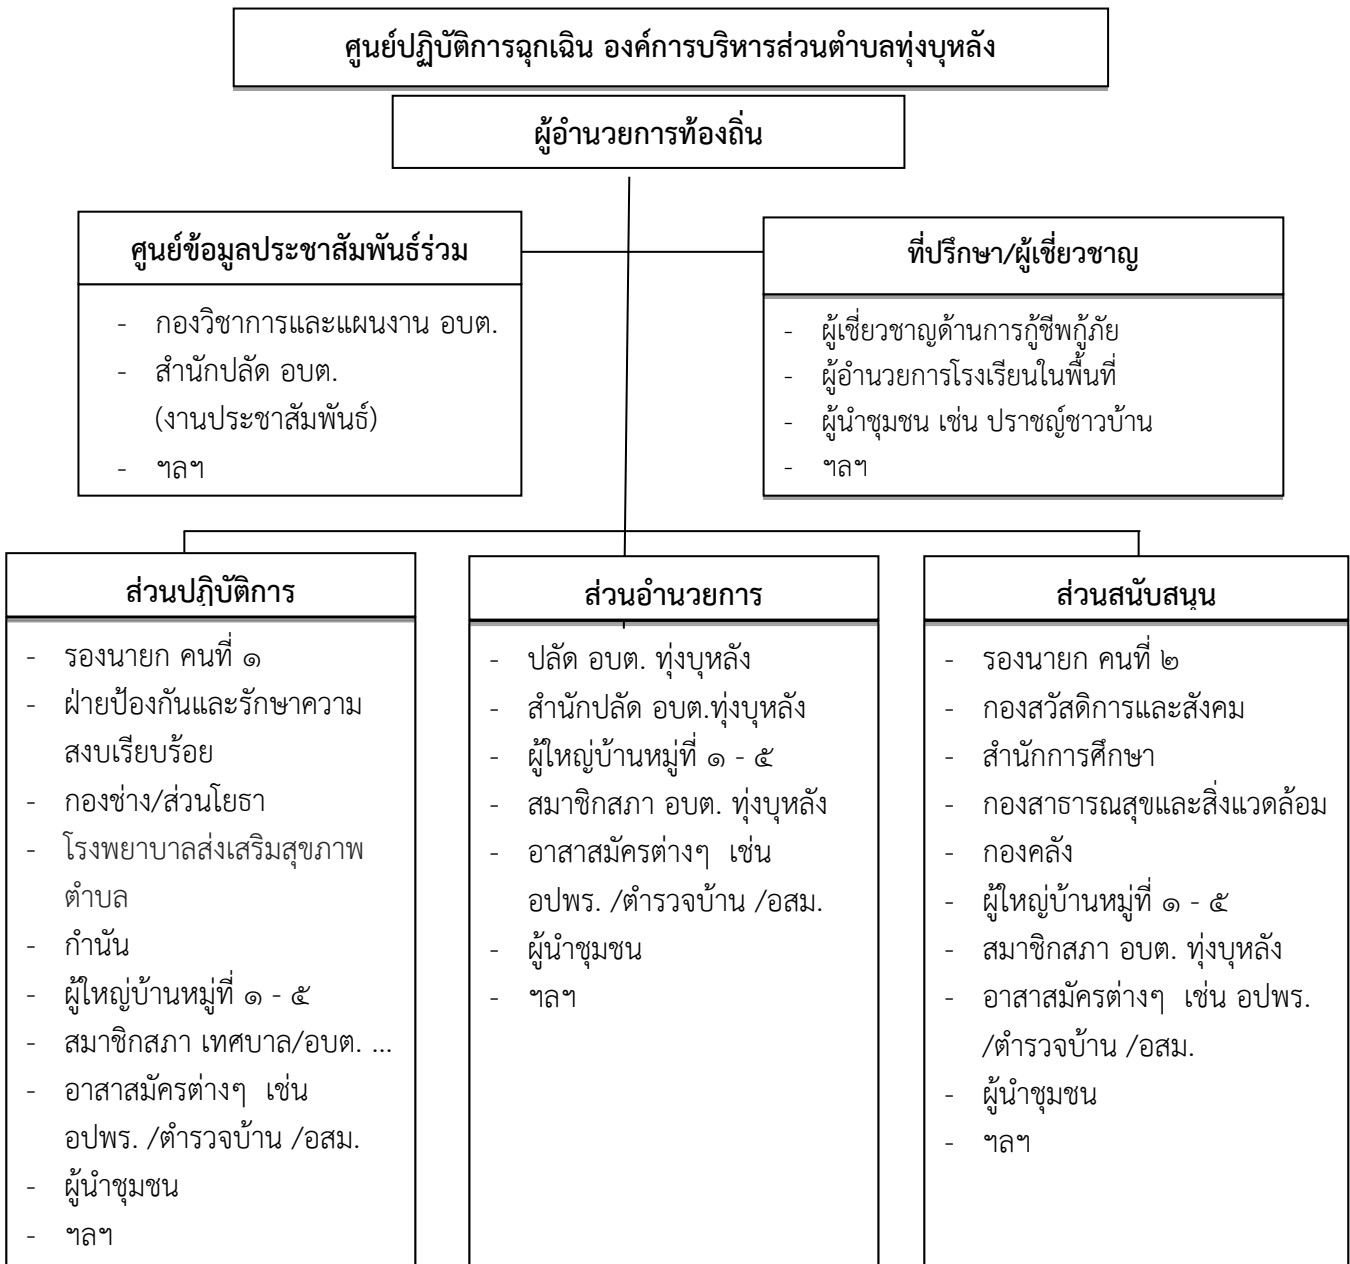 ศูนย์ปฏิบัติการฉุกเฉิน องค์การบริหารส่วนตำบลทุ่งบุหลัง
ผู้อำนวยการท้องถิ่น
ศูนย์ข้อมูลประชาสัมพันธ์ร่วม
- กองวิชาการและแผนงาน อบต.
- สำนักปลัด อบต.
(งานประชาสัมพันธ์)
- ฯลฯ
ที่ปรึกษา/ผู้เชี่ยวชาญ
- ผู้เชี่ยวชาญด้านการกู้ชีพกู้ภัย
- ผู้อำนวยการโรงเรียนในพื้นที่
- ผู้นำชุมชน เช่น ปราชญ์ชาวบ้าน
- ฯลฯ
ส่วนปฏิบัติการ
- รองนายก คนที่ ๑
- ฝ่ายป้องกันและรักษาความ
สงบเรียบร้อย
- กองช่าง/ส่วนโยธา
- โรงพยาบาลส่งเสริมสุขภาพ
ตำบล
- กำนัน
- ผู้ใหญ่บ้านหมู่ที่ ๑ - ๕
- สมาชิกสภา เทศบาล/อบต. ...
- อาสาสมัครต่างๆ เช่น
อปพร. /ตำรวจบ้าน /อสม.
- ผู้นำชุมชน
- ฯลฯ
ส่วนอำนวยการ
- ปลัด อบต. ทุ่งบุหลัง
- สำนักปลัด อบต.ทุ่งบุหลัง
- ผู้ใหญ่บ้านหมู่ที่ ๑ - ๕
- สมาชิกสภา อบต. ทุ่งบุหลัง
- อาสาสมัครต่างๆ เช่น
อปพร. /ตำรวจบ้าน /อสม.
- ผู้นำชุมชน
- ฯลฯ
ส่วนสนับสนุน
- รองนายก คนที่ ๒
- กองสวัสดิการและสังคม
- สำนักการศึกษา
- กองสาธารณสุขและสิ่งแวดล้อม
- กองคลัง
- ผู้ใหญ่บ้านหมู่ที่ ๑ - ๕
- สมาชิกสภา อบต. ทุ่งบุหลัง
- อาสาสมัครต่างๆ เช่น อปพร.
/ตำรวจบ้าน /อสม.
- ผู้นำชุมชน
- ฯลฯ